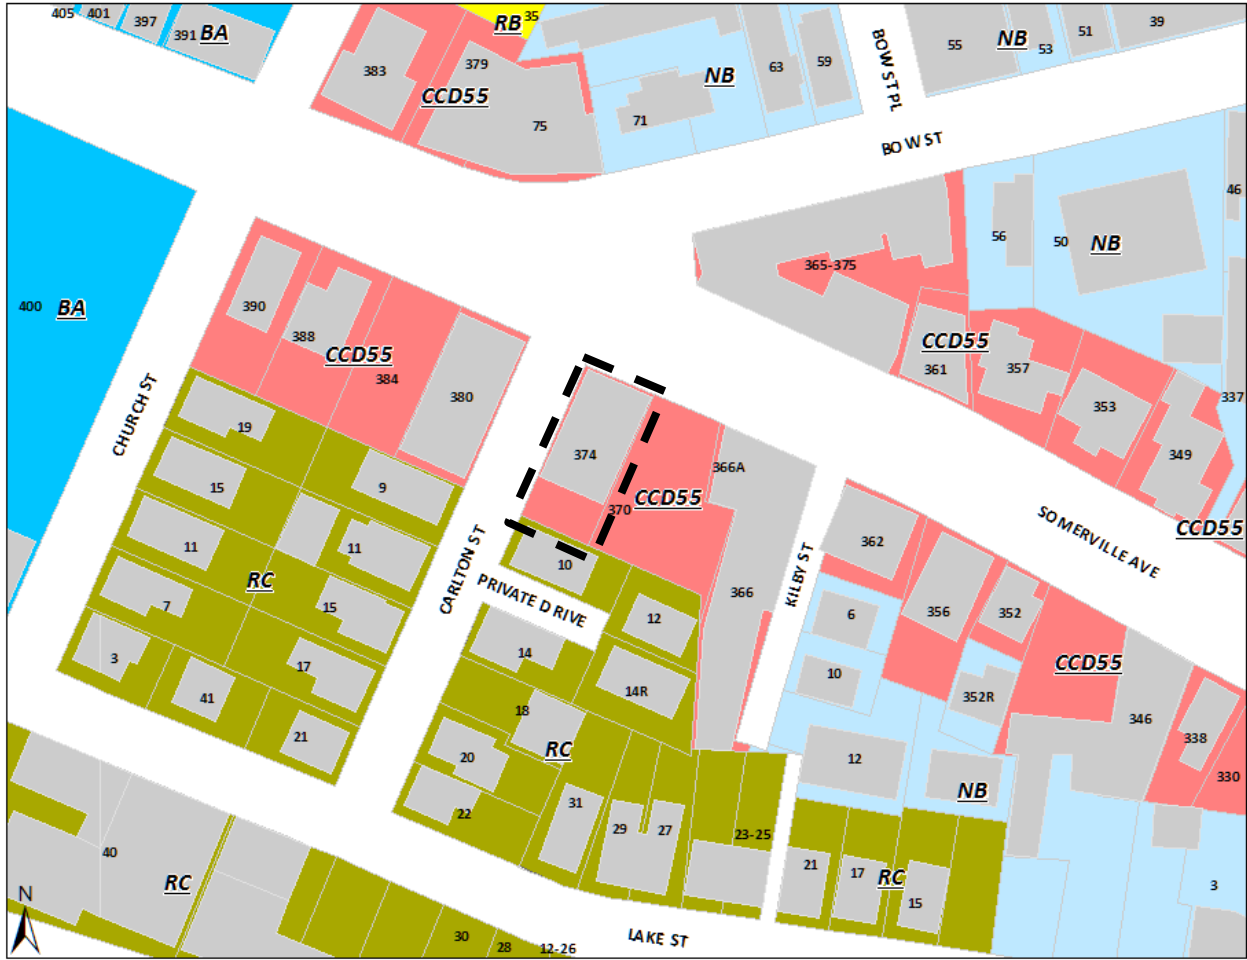 405
401
397
391
BA
RB
35
383
379
CCD55
75
NB
71
63
59
BOW ST PL
55
NB
53
51
39
BOW ST
46
56
50
NB
365-375
400
BA
390
388
CCD55
384
380
CCD55
361
357
353
337
349
CCD55
CHURCH ST
19
15
9
374
366A
CCD55
370
SOMERVILLE AVE
11
11
RC
CARLTON ST
10
PRIVATE DRIVE
KILBY ST
362
366
7
15
12
6
356
352
3
17
14
14R
10
CCD55
352R
41
18
RC
346
338
21
20
12
NB
330
22
31
29
27
23-25
40
RC
21
17
RC
15
3
N
30
28
12-26
LAKE ST